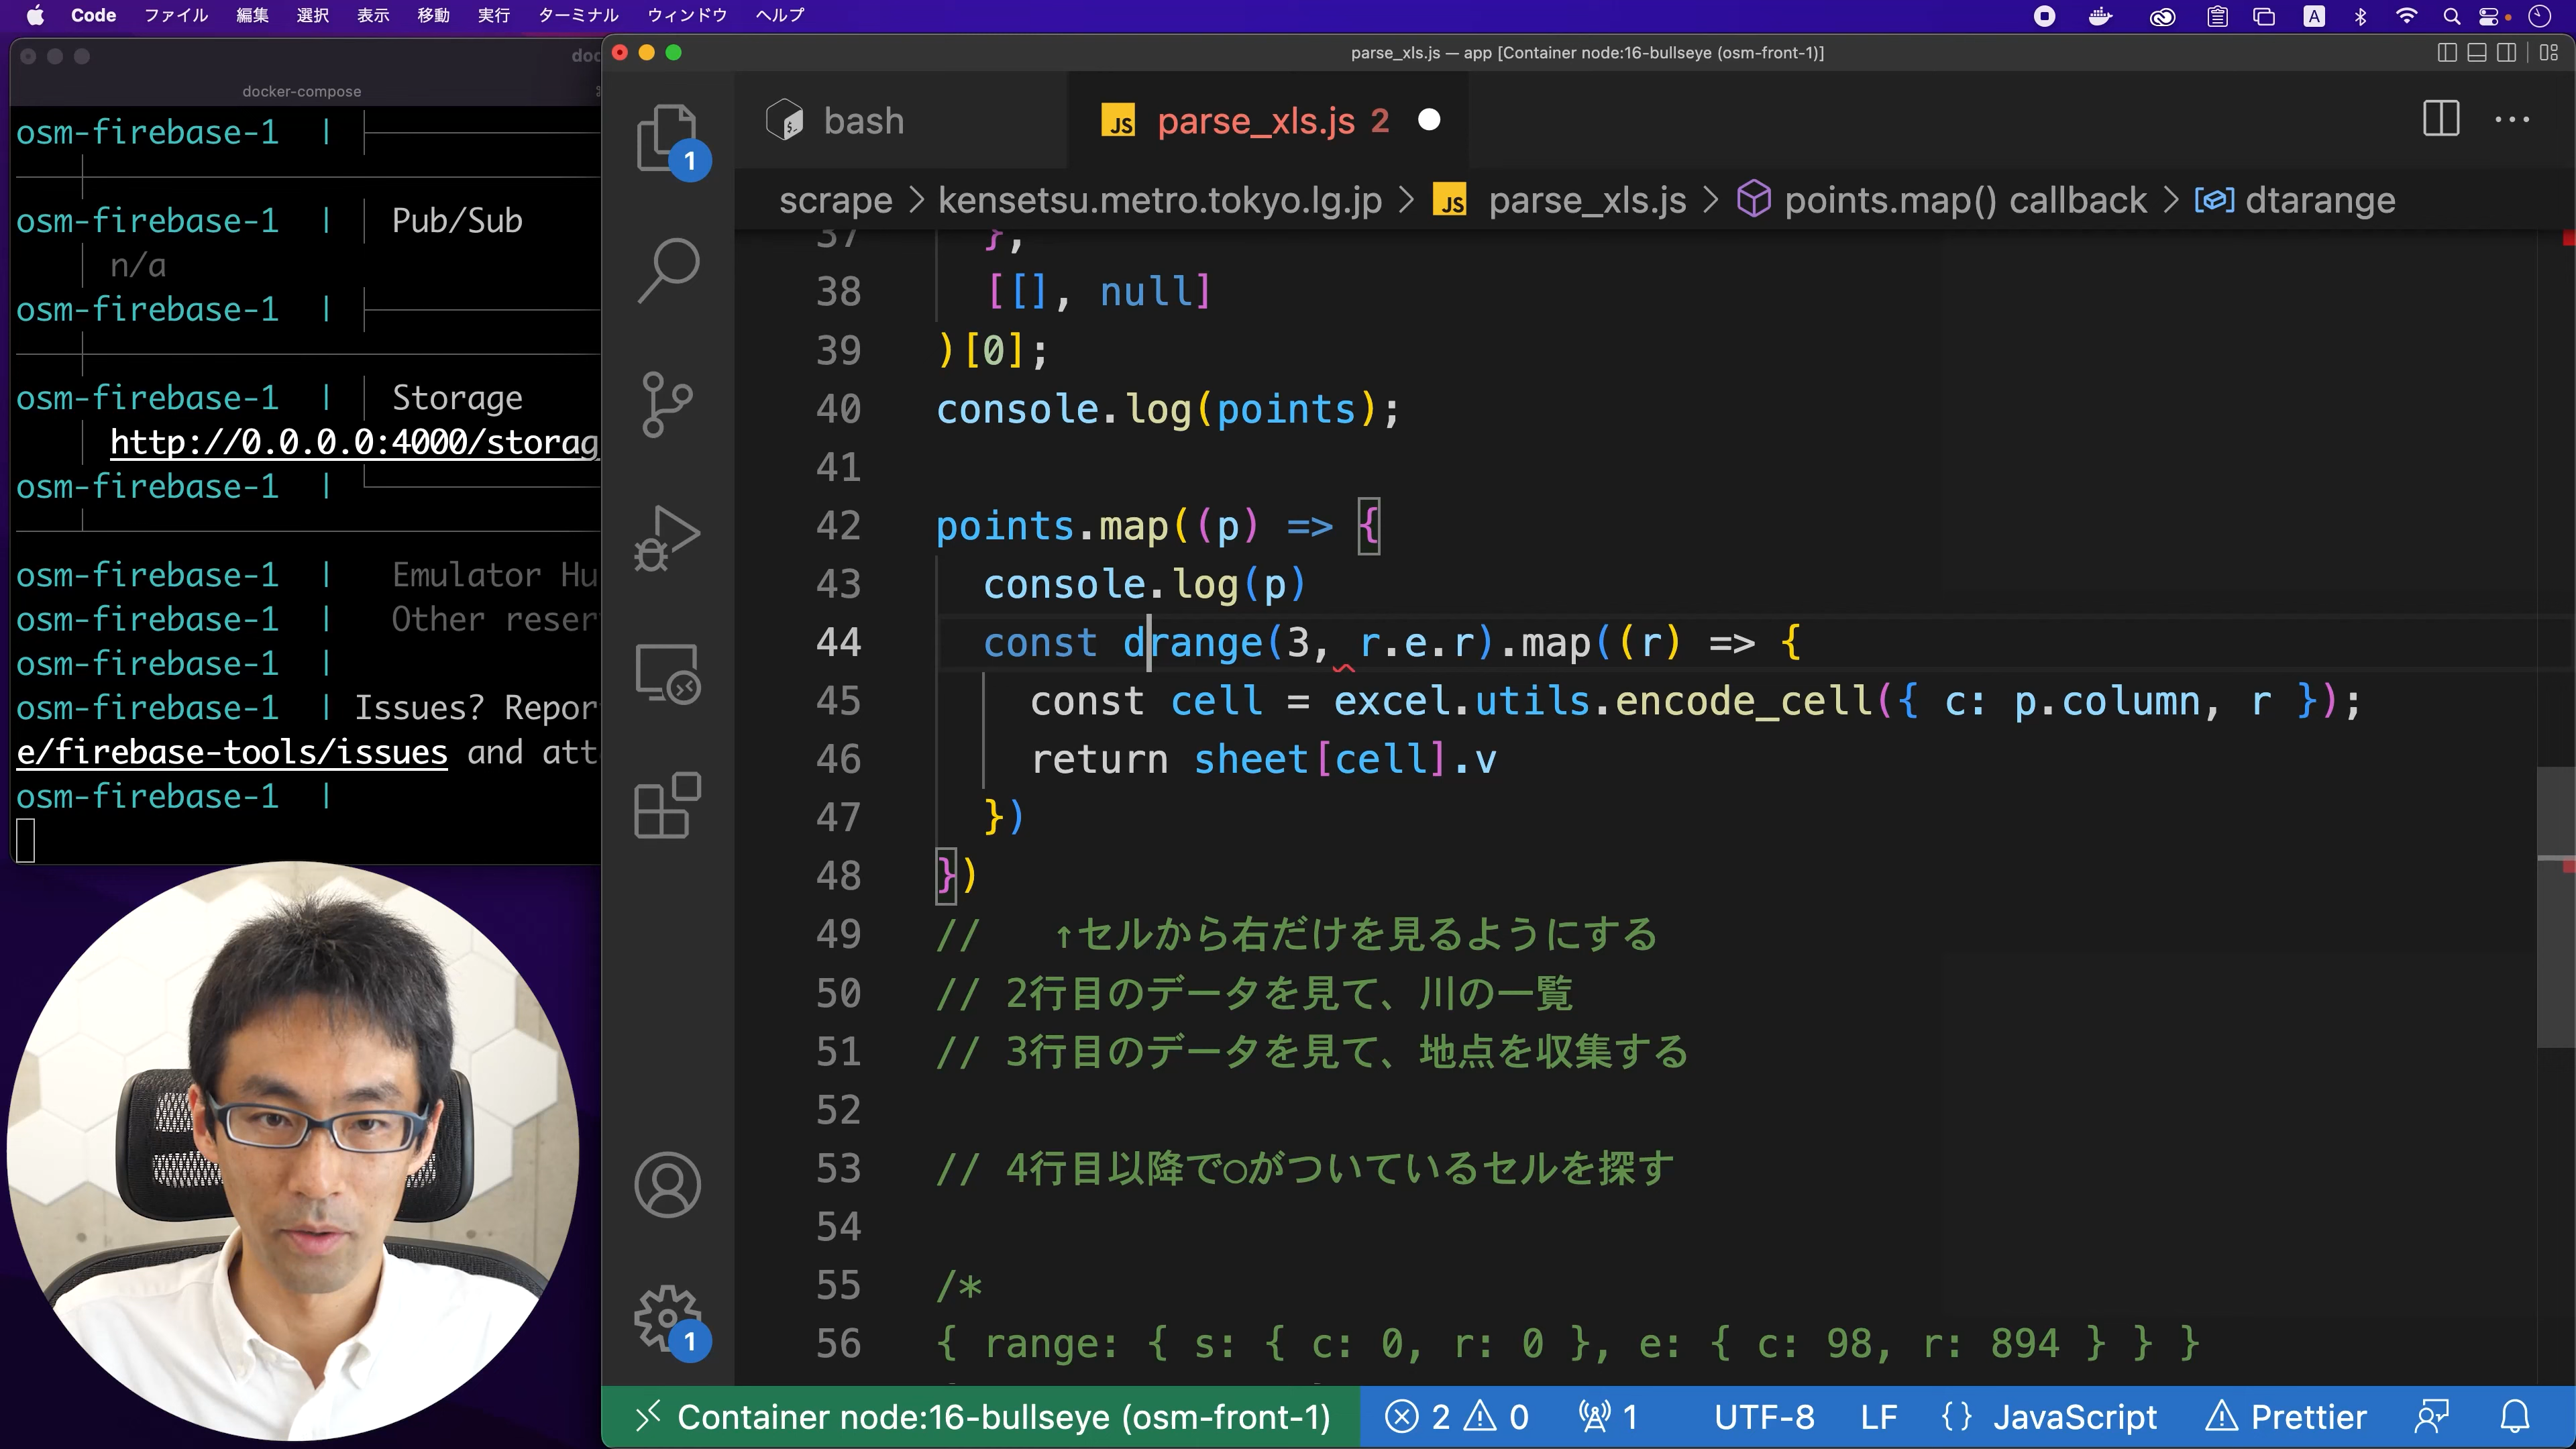 Code ファイル 編集 選択 表示 移動 実行 ターミナル ウィンドウ ヘルプ A
docker-compose
osm-firebase-1 |
osm-firebase-1 | Pub/Sub
n/a
osm-firebase-1 |
osm-firebase-1 | Storage
http://0.0.0.0:4000/storag
osm-firebase-1 |
osm-firebase-1 | Emulator Hu
osm-firebase-1 | Other reser
osm-firebase-1 |
osm-firebase-1 | Issues? Repor
e/firebase-tools/issues and att
osm-firebase-1 |
parse_xls.js — app [Container node:16-bullseye (osm-front-1)]
bash JS parse_xls.js 2
scrape > kensetsu.metro.tokyo.lg.jp > JS parse_xls.js > points.map() callback > dtarange
1
37 },
38 [[], null]
39 )[0];
40 console.log(points);
41
42 points.map((p) => {
43 console.log(p)
44 const drange(3, r.e.r).map((r) => {
45 const cell = excel.utils.encode_cell({ c: p.column, r });
46 return sheet[cell].v
47 })
48 })
49 // ↑セルから右だけを見るようにする
50 // 2行目のデータを見て、川の一覧
51 // 3行目のデータを見て、地点を収集する
52
53 // 4行目以降で○がついているセルを探す
54
55 /*
56 { range: { s: { c: 0, r: 0 }, e: { c: 98, r: 894 } } }
1
Container node:16-bullseye (osm-front-1) 2 0 1 UTF-8 LF {} JavaScript Prettier